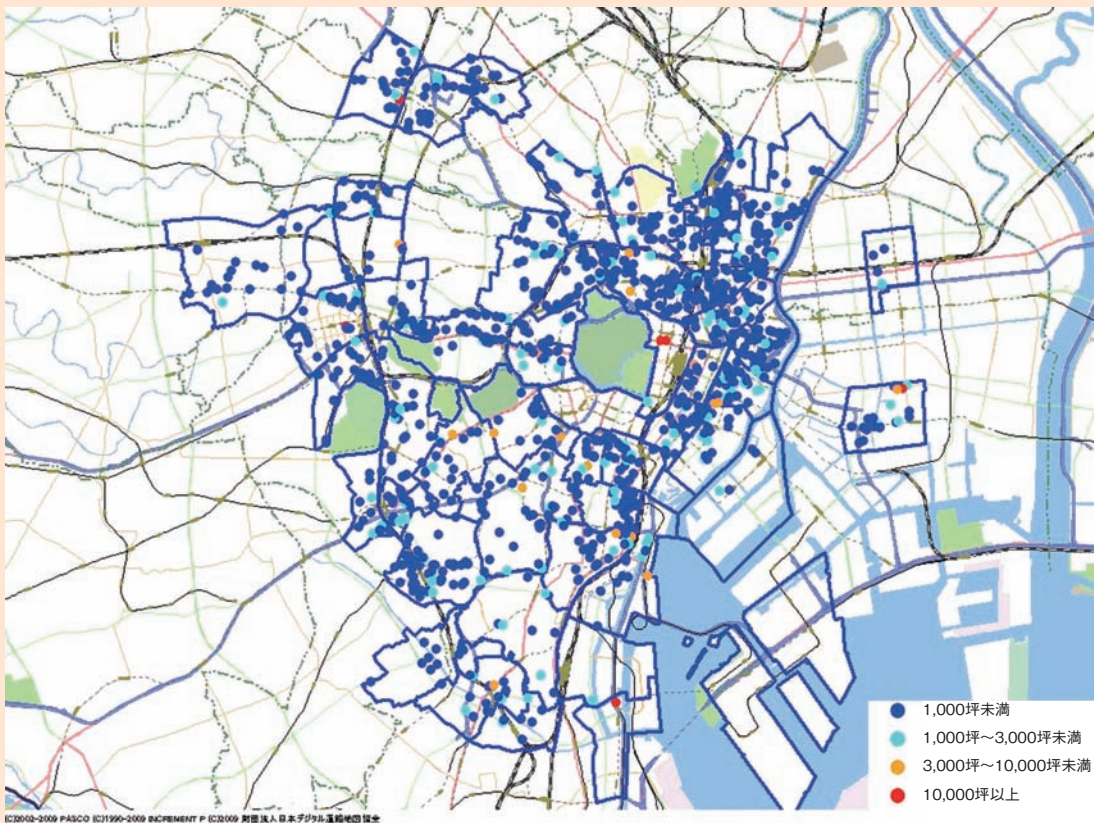 1,000坪未満
1,000坪～3,000坪未満
3,000坪～10,000坪未満
10,000坪以上
(C)2002-2009 PASCO (C)1990-2009 INCREMENT P (C)2009 財団法人日本デジタル道路地図協会